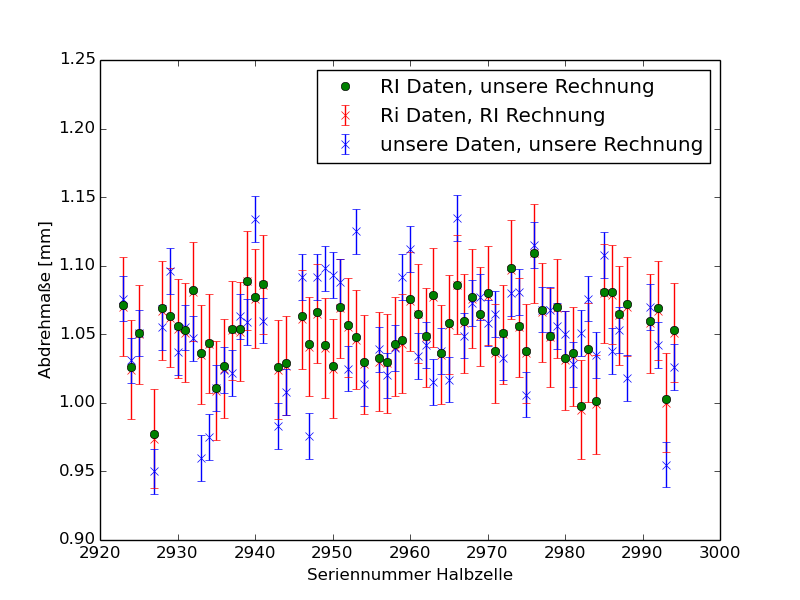 RI Daten, unsere Rechnung
Ri Daten, RI Rechnung
unsere Daten, unsere Rechnung
Abdrehmaße [mm]
1.25
1.20
1.15
1.10
1.05
1.00
0.95
0.90
2920 2930 2940 2950 2960 2970 2980 2990 3000
Seriennummer Halbzelle